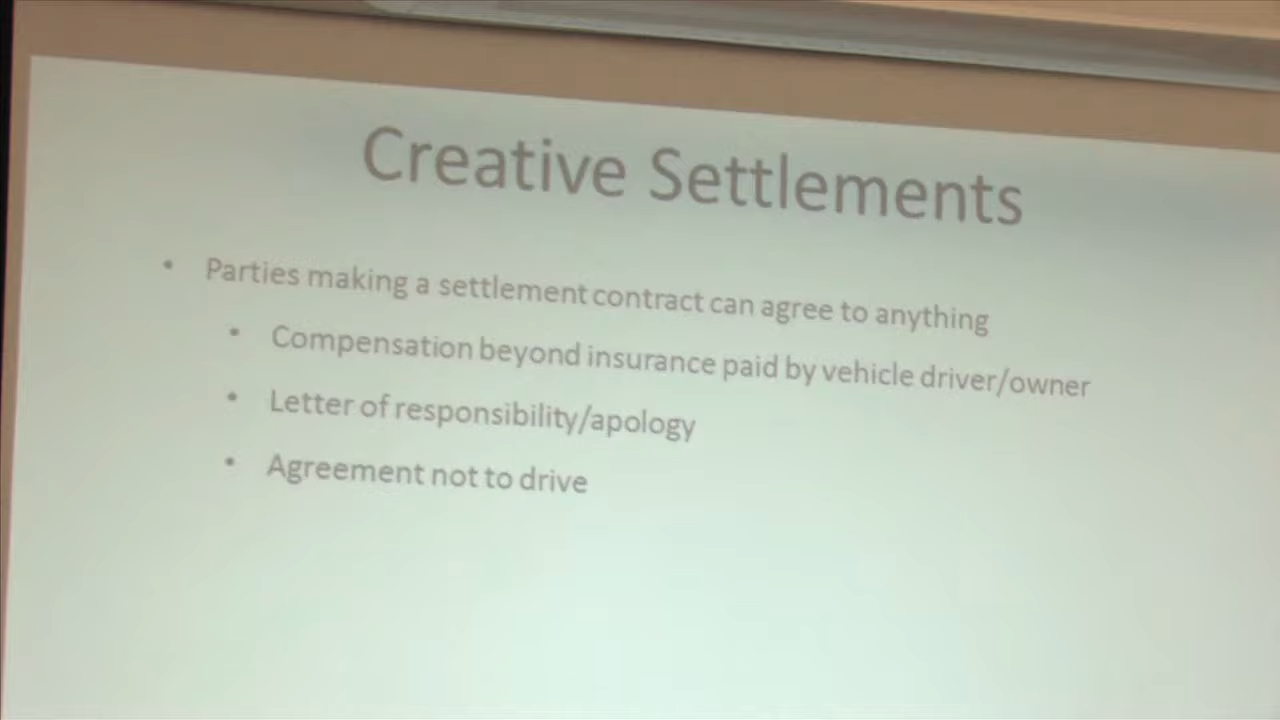 Creative Settlements
• Parties making a settlement contract can agree to anything
• Compensation beyond insurance paid by vehicle driver/owner
• Letter of responsibility/apology
• Agreement not to drive